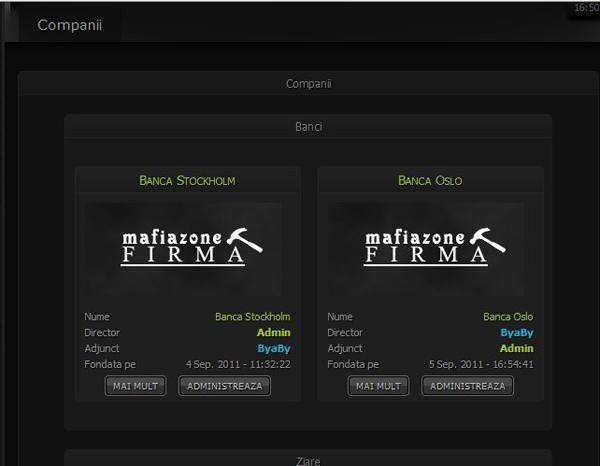 16:50
Companii
Companii
Banci
Banca Stockholm
mafiazone
FIRMA
Nume Banca Stockholm
Director Admin
Adjunct ByaBy
Fondata pe 4 Sep. 2011 - 11:32:22
MAI MULT ADMINISTREAZA
Banca Oslo
mafiazone
FIRMA
Nume Banca Oslo
Director ByaBy
Adjunct Admin
Fondata pe 5 Sep. 2011 - 16:54:41
MAI MULT ADMINISTREAZA
Ziare